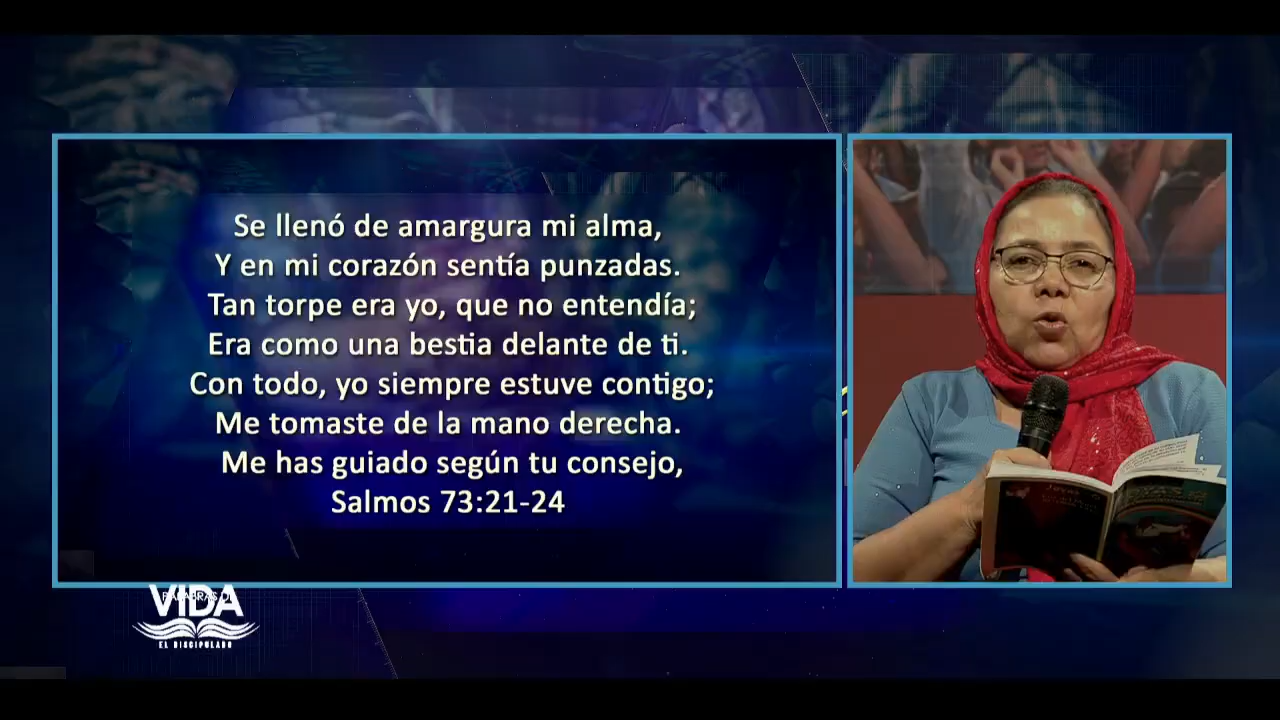 Se llenó de amargura mi alma,
Y en mi corazón sentía punzadas.
Tan torpe era yo, que no entendía;
Era como una bestia delante de ti.
Con todo, yo siempre estuve contigo;
Me tomaste de la mano derecha.
Me has guiado según tu consejo,
Salmos 73:21-24
PALABRAS DE
VIDA
EL DISCIPULADO